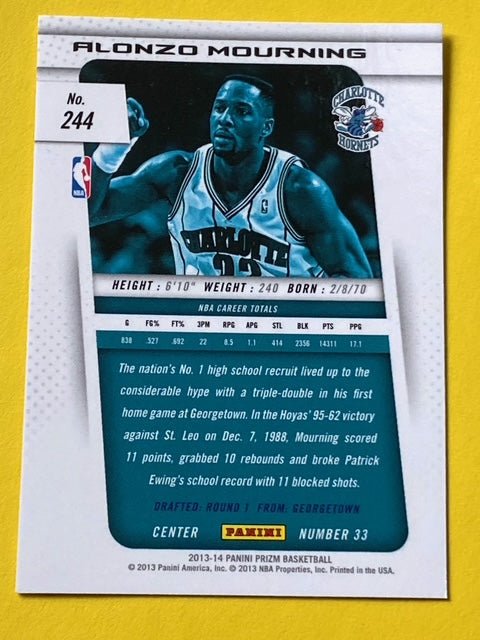 ALONZO MOURNING
No.
244
CHARLOTTE
HORNETS
NBA
CHARLOTTE
33
HEIGHT : 6'10" WEIGHT : 240 BORN : 2/8/70
NBA CAREER TOTALS
G FG% FT% 3PM RPG APG STL BLK PTS PPG
838 .527 .692 22 8.5 1.1 414 2356 14311 17.1
The nation's No. 1 high school recruit lived up to the
considerable hype with a triple-double in his first
home game at Georgetown. In the Hoyas' 95-62 victory
against St. Leo on Dec. 7, 1988, Mourning scored
11 points, grabbed 10 rebounds and broke Patrick
Ewing's school record with 11 blocked shots.
DRAFTED: ROUND 1 FROM: GEORGETOWN
CENTER PANINI NUMBER 33
2013-14 PANINI PRIZM BASKETBALL
© 2013 Panini America, Inc. © 2013 NBA Properties, Inc. Printed in the USA.